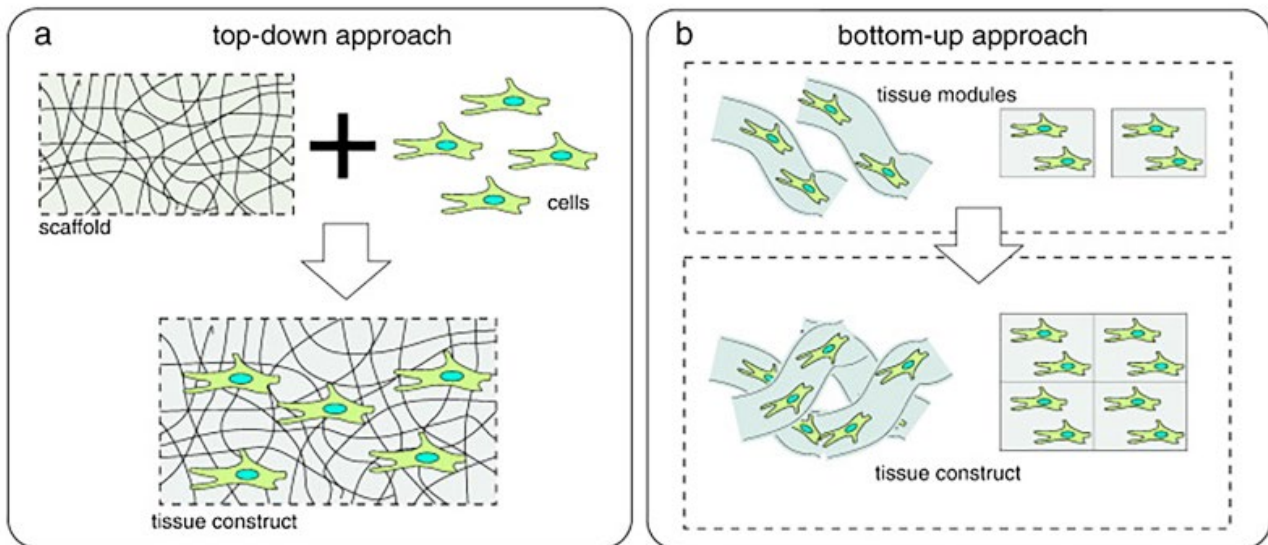 a
top-down approach
scaffold
cells
tissue construct
b
bottom-up approach
tissue modules
tissue construct